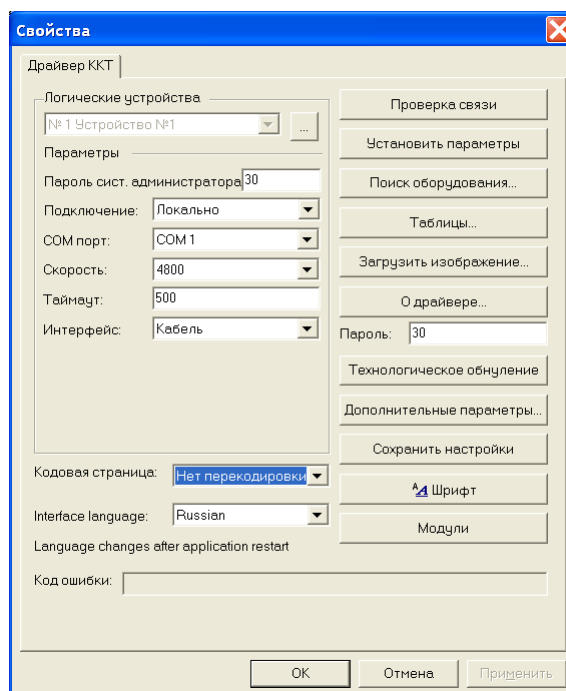 Свойства
Драйвер ККТ
Логические устройства
№ 1 Устройство №1
...
Параметры
Пароль сист. администратора 30
Подключение: Локально
COM порт: COM 1
Скорость: 4800
Таймаут: 500
Интерфейс: Кабель
Кодовая страница: Нет перекодировки
Interface language: Russian
Language changes after application restart
Код ошибки:
Проверка связи
Установить параметры
Поиск оборудования...
Таблицы...
Загрузить изображение...
О драйвере...
Пароль: 30
Технологическое обнуление
Дополнительные параметры...
Сохранить настройки
Шрифт
Модули
OK
Отмена
Применить